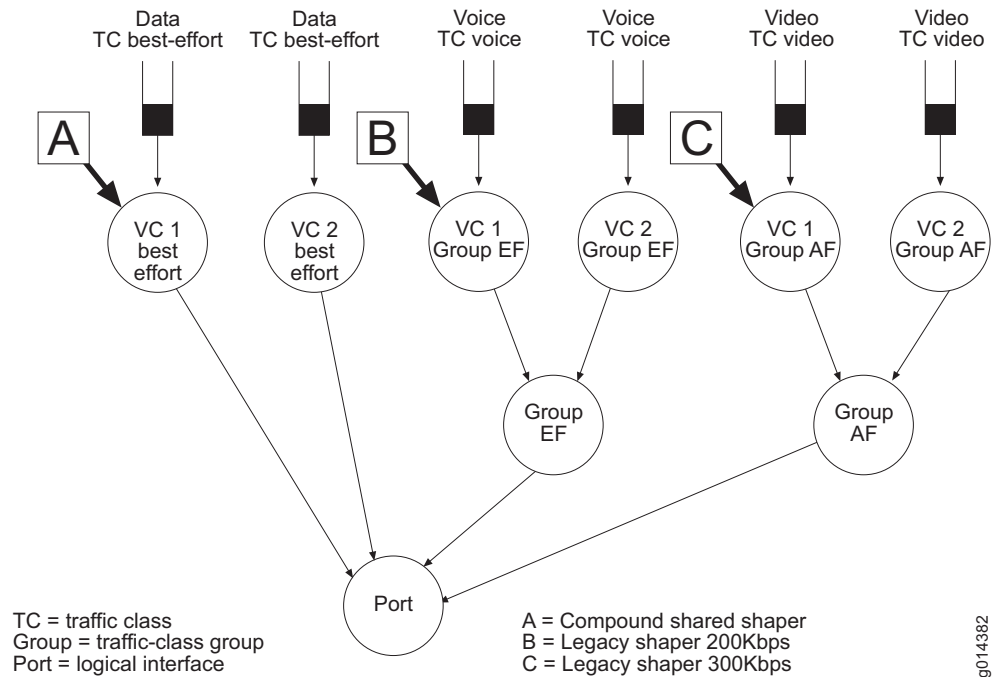 Data
TC best-effort
Data
TC best-effort
Voice
TC voice
Voice
TC voice
Video
TC video
Video
TC video
A
B
C
VC 1
best
effort
VC 2
best
effort
VC 1
Group EF
VC 2
Group EF
VC 1
Group AF
VC 2
Group AF
Group
EF
Group
AF
Port
TC = traffic class
Group = traffic-class group
Port = logical interface
A = Compound shared shaper
B = Legacy shaper 200Kbps
C = Legacy shaper 300Kbps
g014382